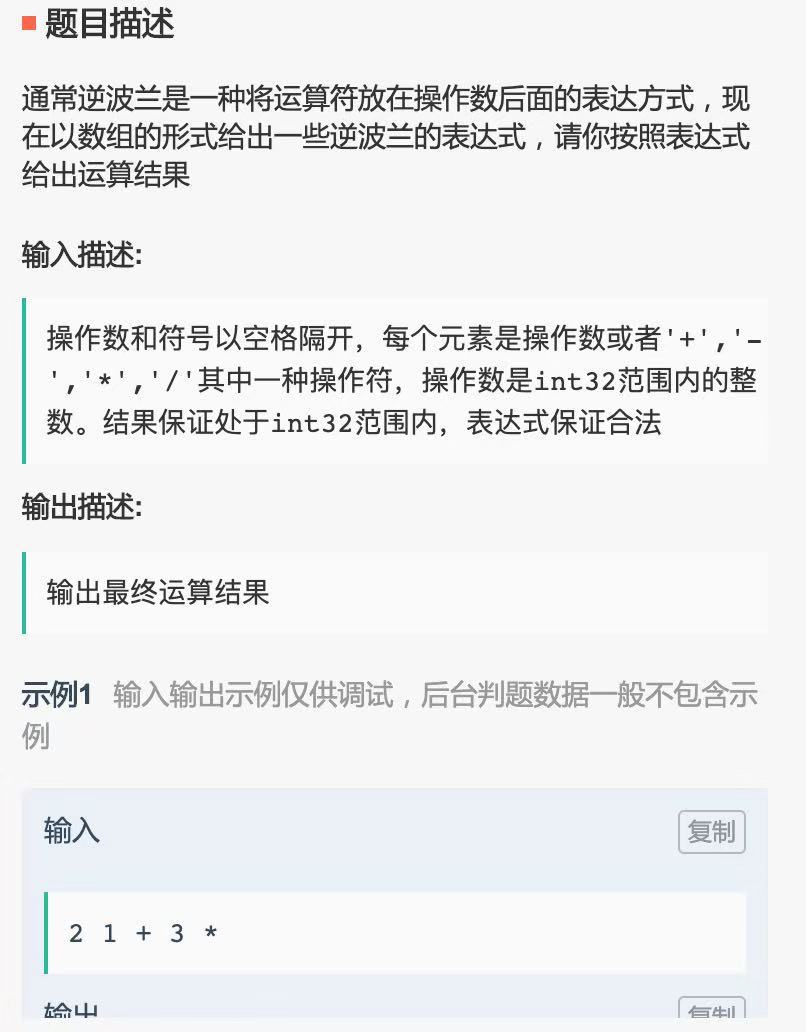 题目描述
通常逆波兰是一种将运算符放在操作数后面的表达方式，现
在以数组的形式给出一些逆波兰的表达式，请你按照表达式
给出运算结果
输入描述:
操作数和符号以空格隔开，每个元素是操作数或者'+','-
','*','/'其中一种操作符，操作数是int32范围内的整
数。结果保证处于int32范围内，表达式保证合法
输出描述:
输出最终运算结果
示例1 输入输出示例仅供调试，后台判题数据一般不包含示
例
输入 复制
2 1 + 3 *
输出 复制